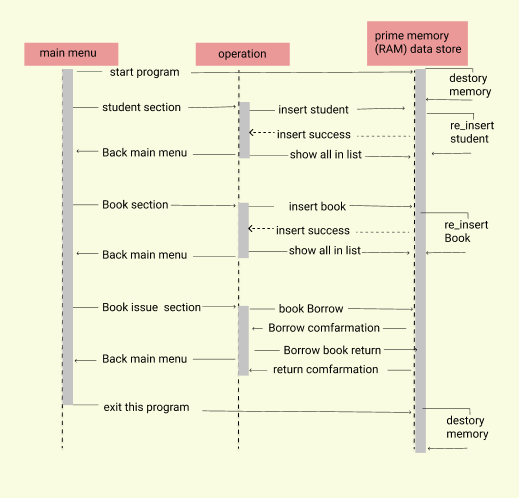 main menu
operation
prime memory
(RAM) data store
start program
destory
memory
student section
insert student
re_insert
student
insert success
Back main menu
show all in list
Book section
insert book
re_insert
Book
insert success
Back main menu
show all in list
Book issue section
book Borrow
Borrow comfarmation
Borrow book return
Back main menu
return comfarmation
exit this program
destory
memory